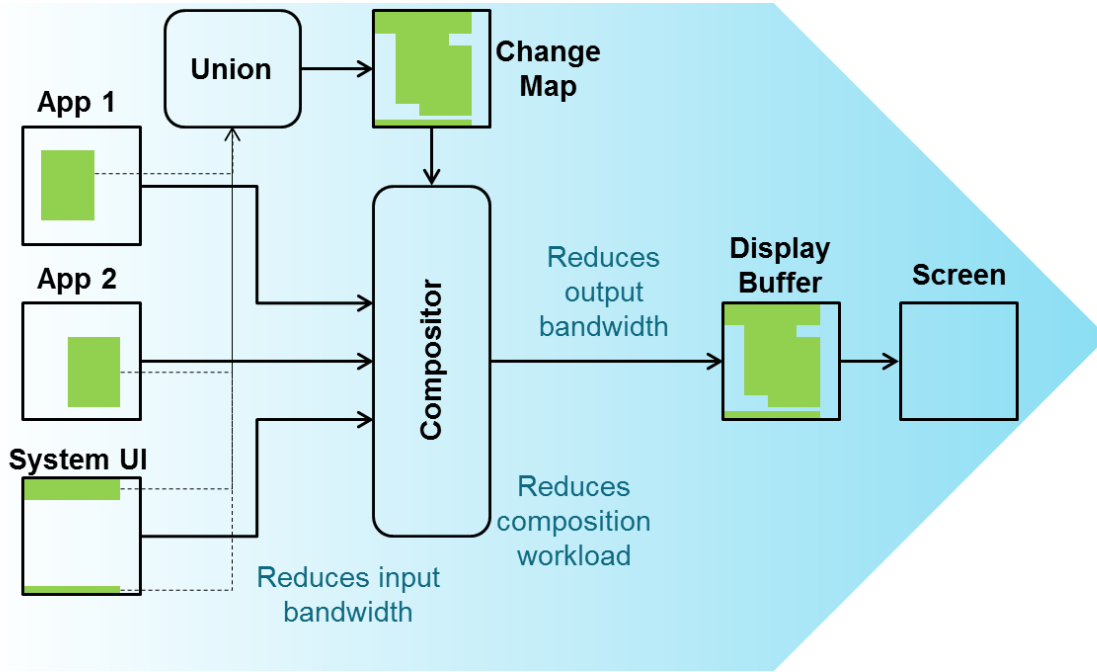 Union
Change
Map
App 1
App 2
System UI
Compositor
Reduces
output
bandwidth
Display
Buffer
Screen
Reduces
composition
workload
Reduces input
bandwidth